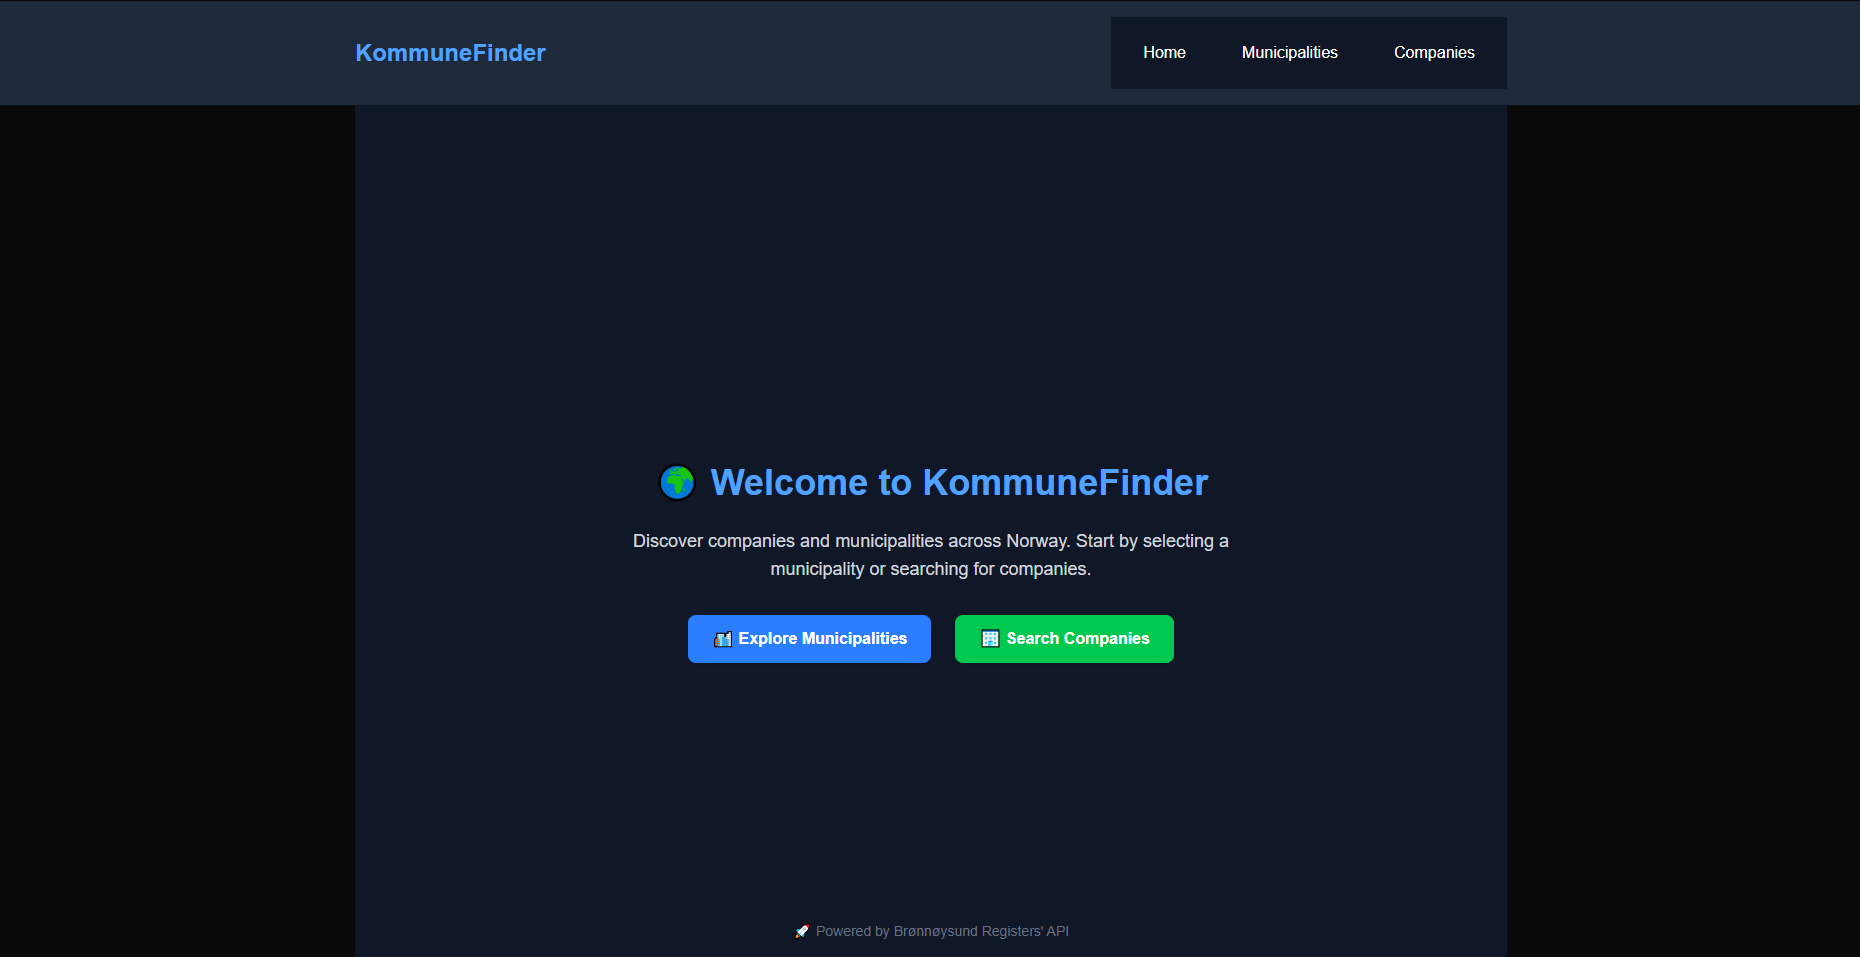 KommuneFinder
Home
Municipalities
Companies
Welcome to KommuneFinder
Discover companies and municipalities across Norway. Start by selecting a
municipality or searching for companies.
Explore Municipalities
Search Companies
Powered by Brønnøysund Registers' API